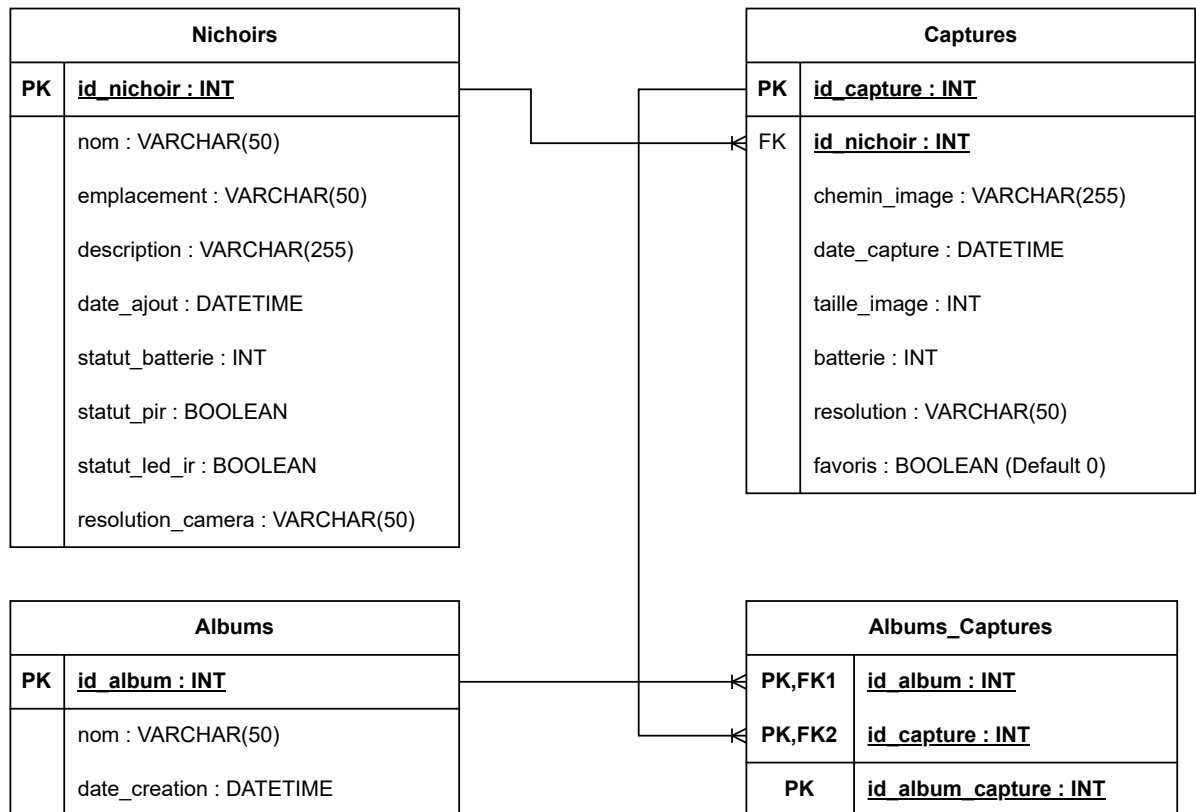 Nichoirs
PK id_nichoir : INT
nom : VARCHAR(50)
emplacement : VARCHAR(50)
description : VARCHAR(255)
date_ajout : DATETIME
statut_batterie : INT
statut_pir : BOOLEAN
statut_led_ir : BOOLEAN
resolution_camera : VARCHAR(50)
Captures
PK id_capture : INT
FK id_nichoir : INT
chemin_image : VARCHAR(255)
date_capture : DATETIME
taille_image : INT
batterie : INT
resolution : VARCHAR(50)
favoris : BOOLEAN (Default 0)
Albums
PK id_album : INT
nom : VARCHAR(50)
date_creation : DATETIME
Albums_Captures
PK,FK1 id_album : INT
PK,FK2 id_capture : INT
PK id_album_capture : INT